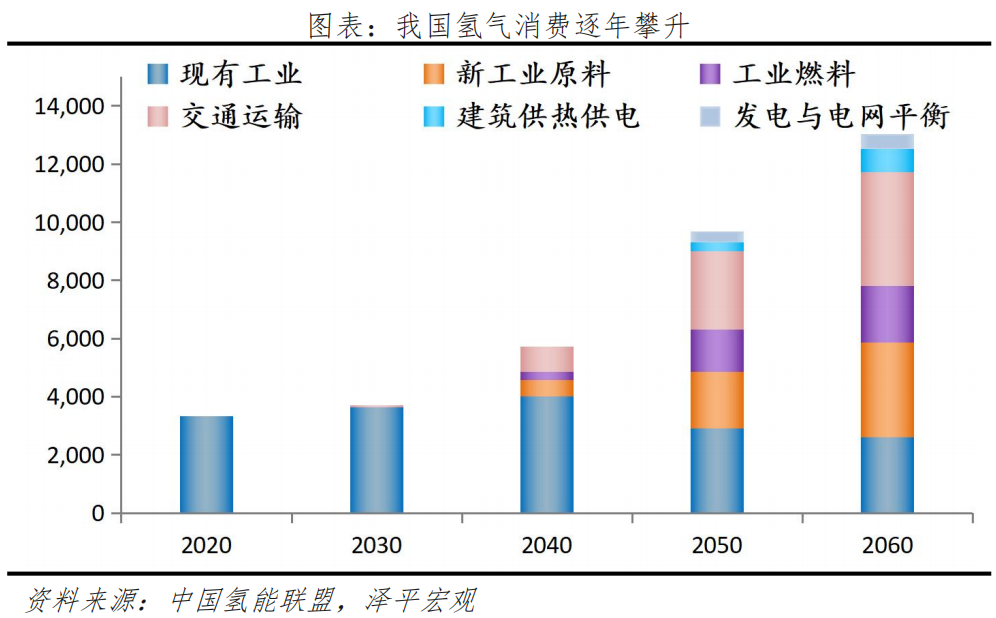 图表：我国氢气消费逐年攀升
现有工业 新工业原料 工业燃料
交通运输 建筑供热供电 发电与电网平衡
14,000
12,000
10,000
8,000
6,000
4,000
2,000
0
2020 2030 2040 2050 2060
资料来源：中国氢能联盟，泽平宏观